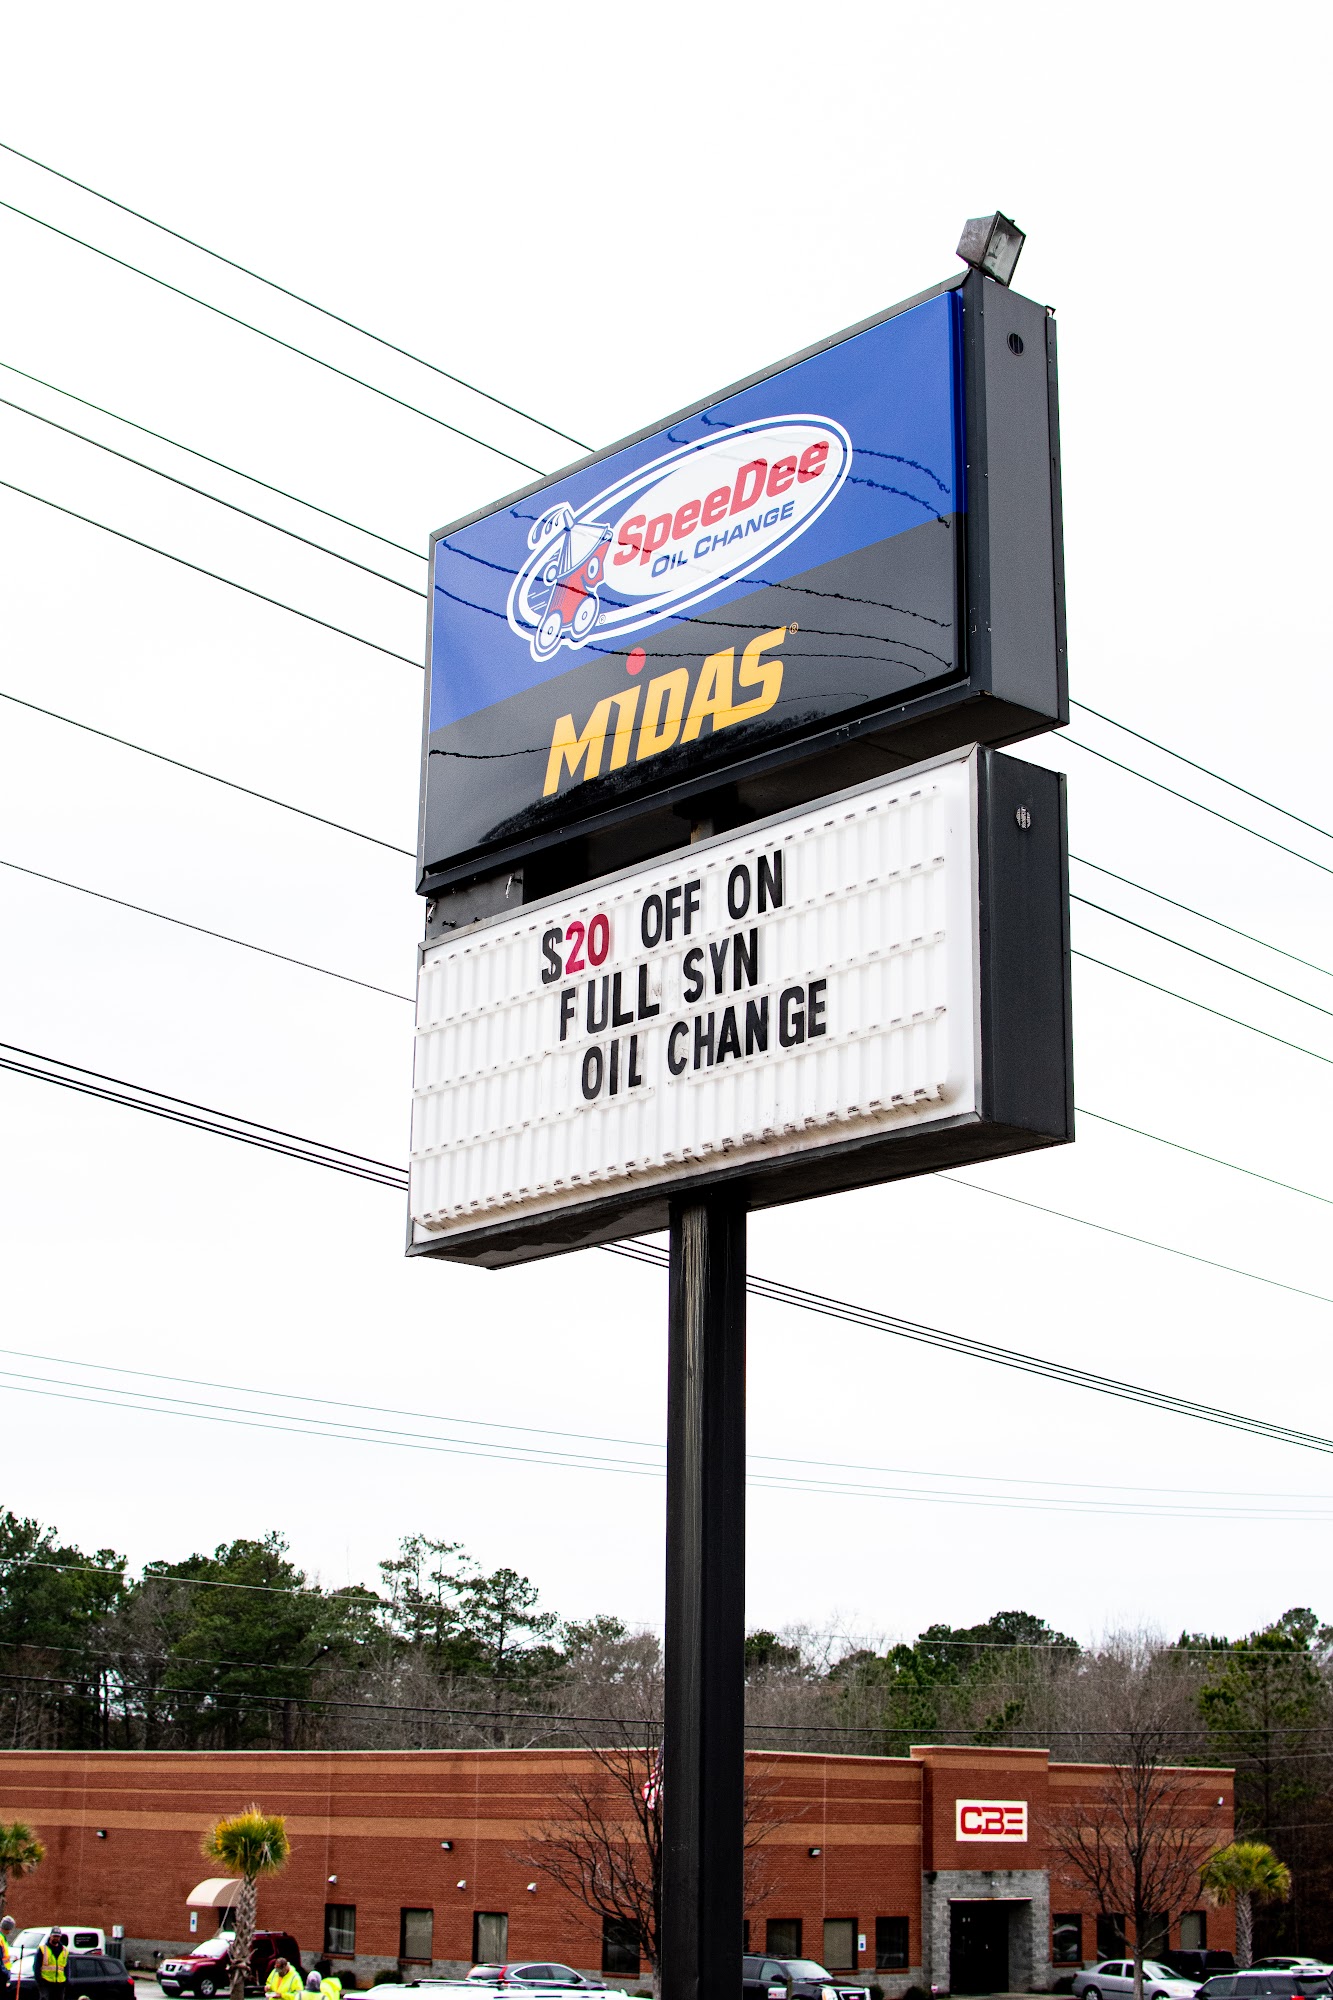 SpeeDee
OIL CHANGE
MIDAS®
$20 OFF ON
FULL SYN
OIL CHANGE
CBE